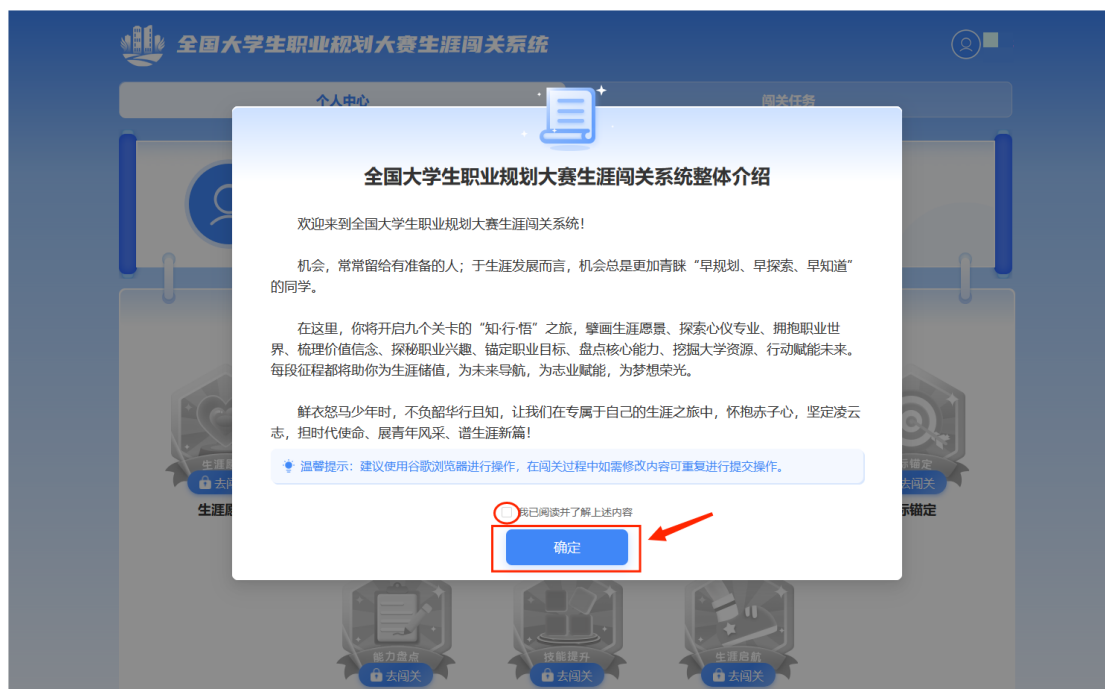 全国大学生职业规划大赛生涯闯关系统
个人中心
闯关任务
全国大学生职业规划大赛生涯闯关系统整体介绍
欢迎来到全国大学生职业规划大赛生涯闯关系统！
机会，常常留给有准备的人；于生涯发展而言，机会总是更加青睐“早规划、早探索、早知道”
的同学。
在这里，你将开启九个关卡的“知·行·悟”之旅，擘画生涯愿景、探索心仪专业、拥抱职业世
界、梳理价值信念、探秘职业兴趣、锚定职业目标、盘点核心能力、挖掘大学资源、行动赋能未来。
每段征程都将助你为生涯储值，为未来导航，为志业赋能，为梦想荣光。
鲜衣怒马少年时，不负韶华行且知，让我们在专属于自己的生涯之旅中，怀抱赤子心，坚定凌云
志，担时代使命、展青年风采、谱生涯新篇！
温馨提示：建议使用谷歌浏览器进行操作，在闯关过程中如需修改内容可重复进行提交操作。
我已阅读并了解上述内容
确定
生涯
标锚定
去闯
去闯关
生涯愿
标锚定
能力盘点
技能提升
生涯启航
去闯关
去闯关
去闯关